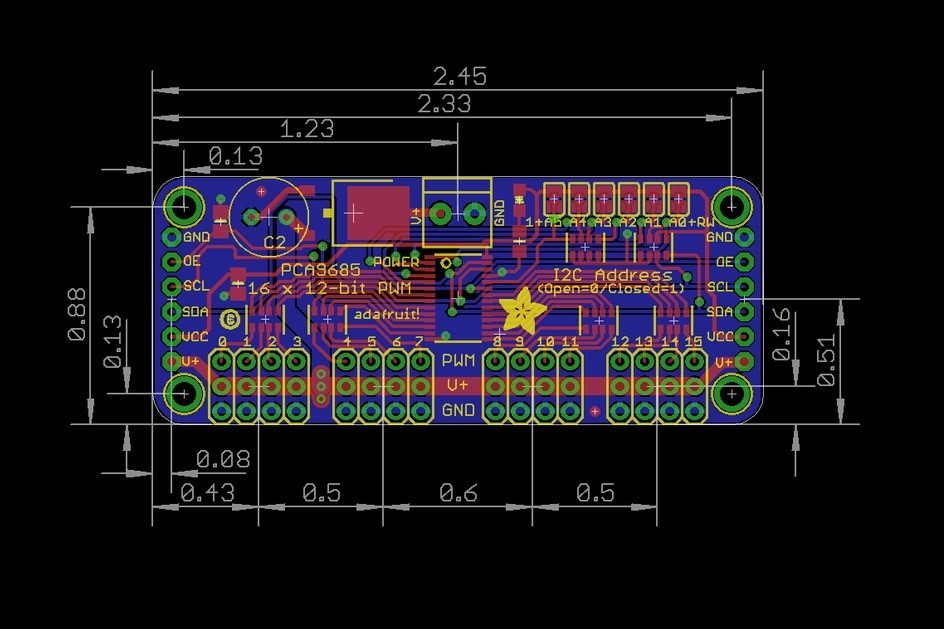 2.45
2.33
1.23
0.13
V+
GND
1+A5 A4 A3 A2 A1 A0+RW
C2
GND
GND
OE
POWER
OE
PCA9685
I2C Address
SCL
16 x 12-bit PWM
(Open=0/Closed=1)
SCL
SDA
adafruit!
SDA
VCC
VCC
0 1 2 3 4 5 6 7 8 9 10 11 12 13 14 15
V+
PWM
V+
V+
GND
0.88
0.13
0.16
0.51
0.08
0.43
0.5
0.6
0.5